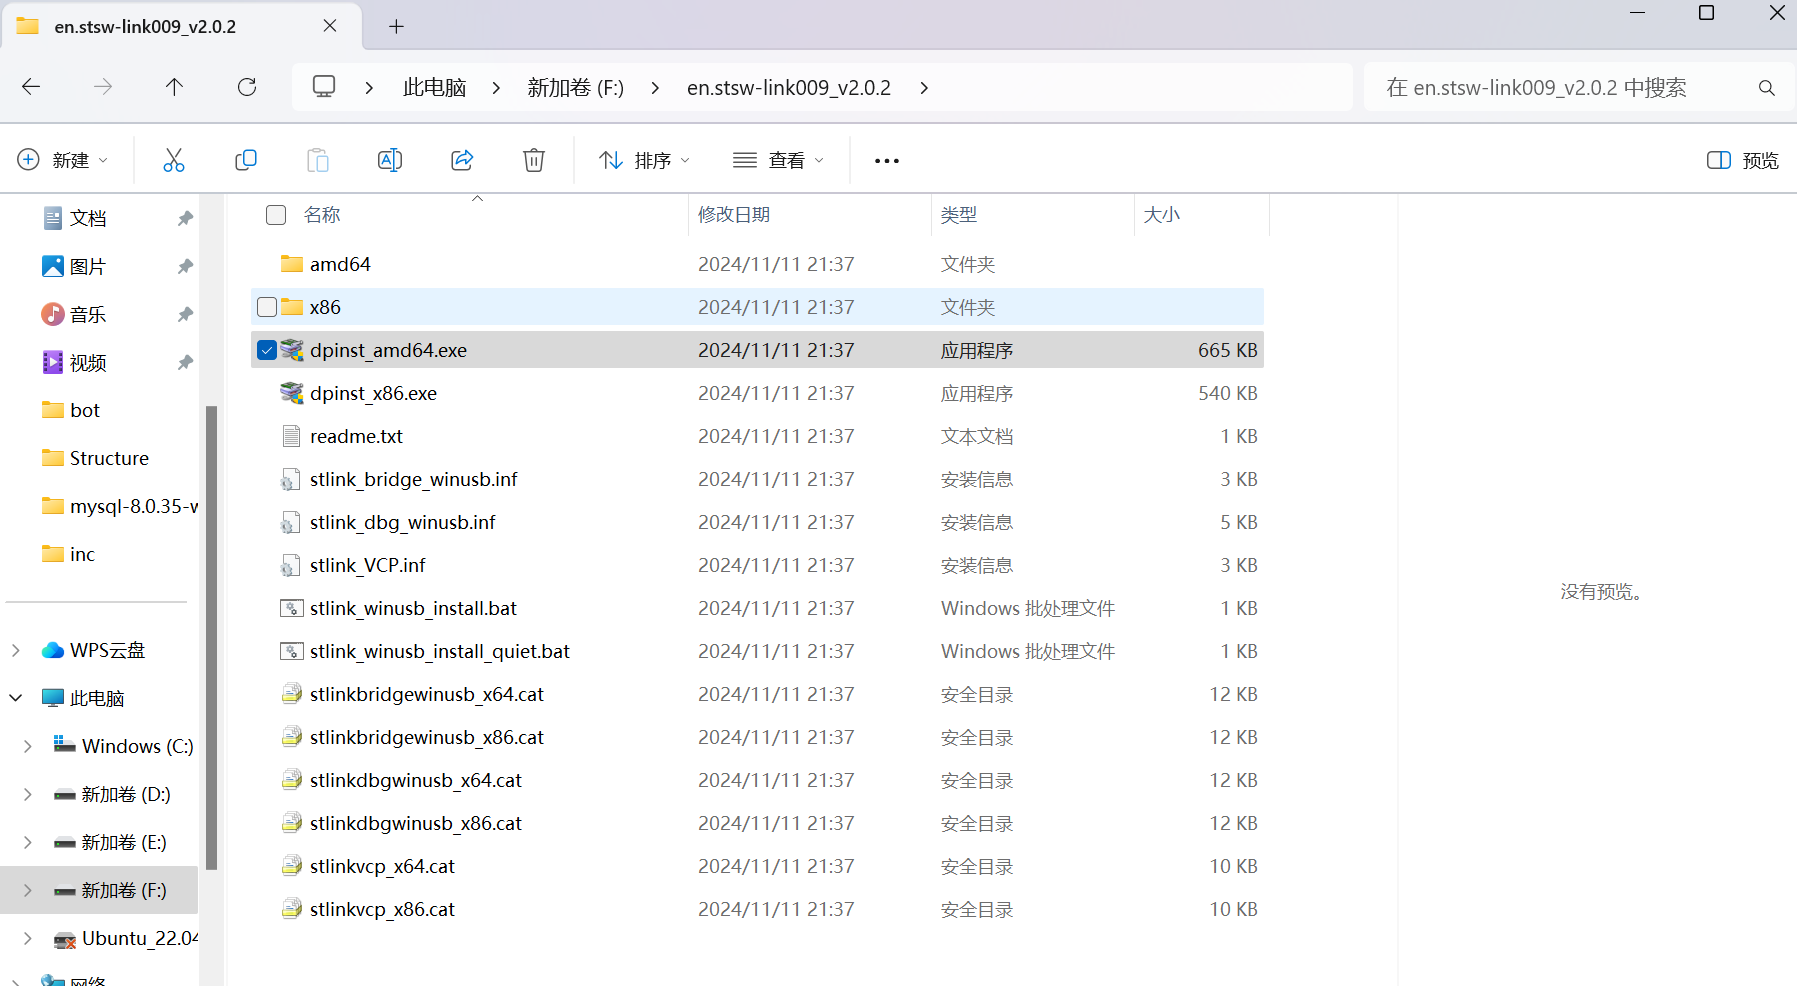 en.stsw-link009_v2.0.2
此电脑 新加卷 (F:) en.stsw-link009_v2.0.2
在 en.stsw-link009_v2.0.2 中搜索
新建 排序 查看 预览
文档
图片
音乐
视频
bot
Structure
mysql-8.0.35-w
inc
WPS云盘
此电脑
Windows (C:)
新加卷 (D:)
新加卷 (E:)
新加卷 (F:)
Ubuntu_22.04
网络
名称 修改日期 类型 大小
amd64 2024/11/11 21:37 文件夹
x86 2024/11/11 21:37 文件夹
dpinst_amd64.exe 2024/11/11 21:37 应用程序 665 KB
dpinst_x86.exe 2024/11/11 21:37 应用程序 540 KB
readme.txt 2024/11/11 21:37 文本文档 1 KB
stlink_bridge_winusb.inf 2024/11/11 21:37 安装信息 3 KB
stlink_dbg_winusb.inf 2024/11/11 21:37 安装信息 5 KB
stlink_VCP.inf 2024/11/11 21:37 安装信息 3 KB
stlink_winusb_install.bat 2024/11/11 21:37 Windows 批处理文件 1 KB
stlink_winusb_install_quiet.bat 2024/11/11 21:37 Windows 批处理文件 1 KB
stlinkbridgewinusb_x64.cat 2024/11/11 21:37 安全目录 12 KB
stlinkbridgewinusb_x86.cat 2024/11/11 21:37 安全目录 12 KB
stlinkdbgwinusb_x64.cat 2024/11/11 21:37 安全目录 12 KB
stlinkdbgwinusb_x86.cat 2024/11/11 21:37 安全目录 12 KB
stlinkvcp_x64.cat 2024/11/11 21:37 安全目录 10 KB
stlinkvcp_x86.cat 2024/11/11 21:37 安全目录 10 KB
没有预览。